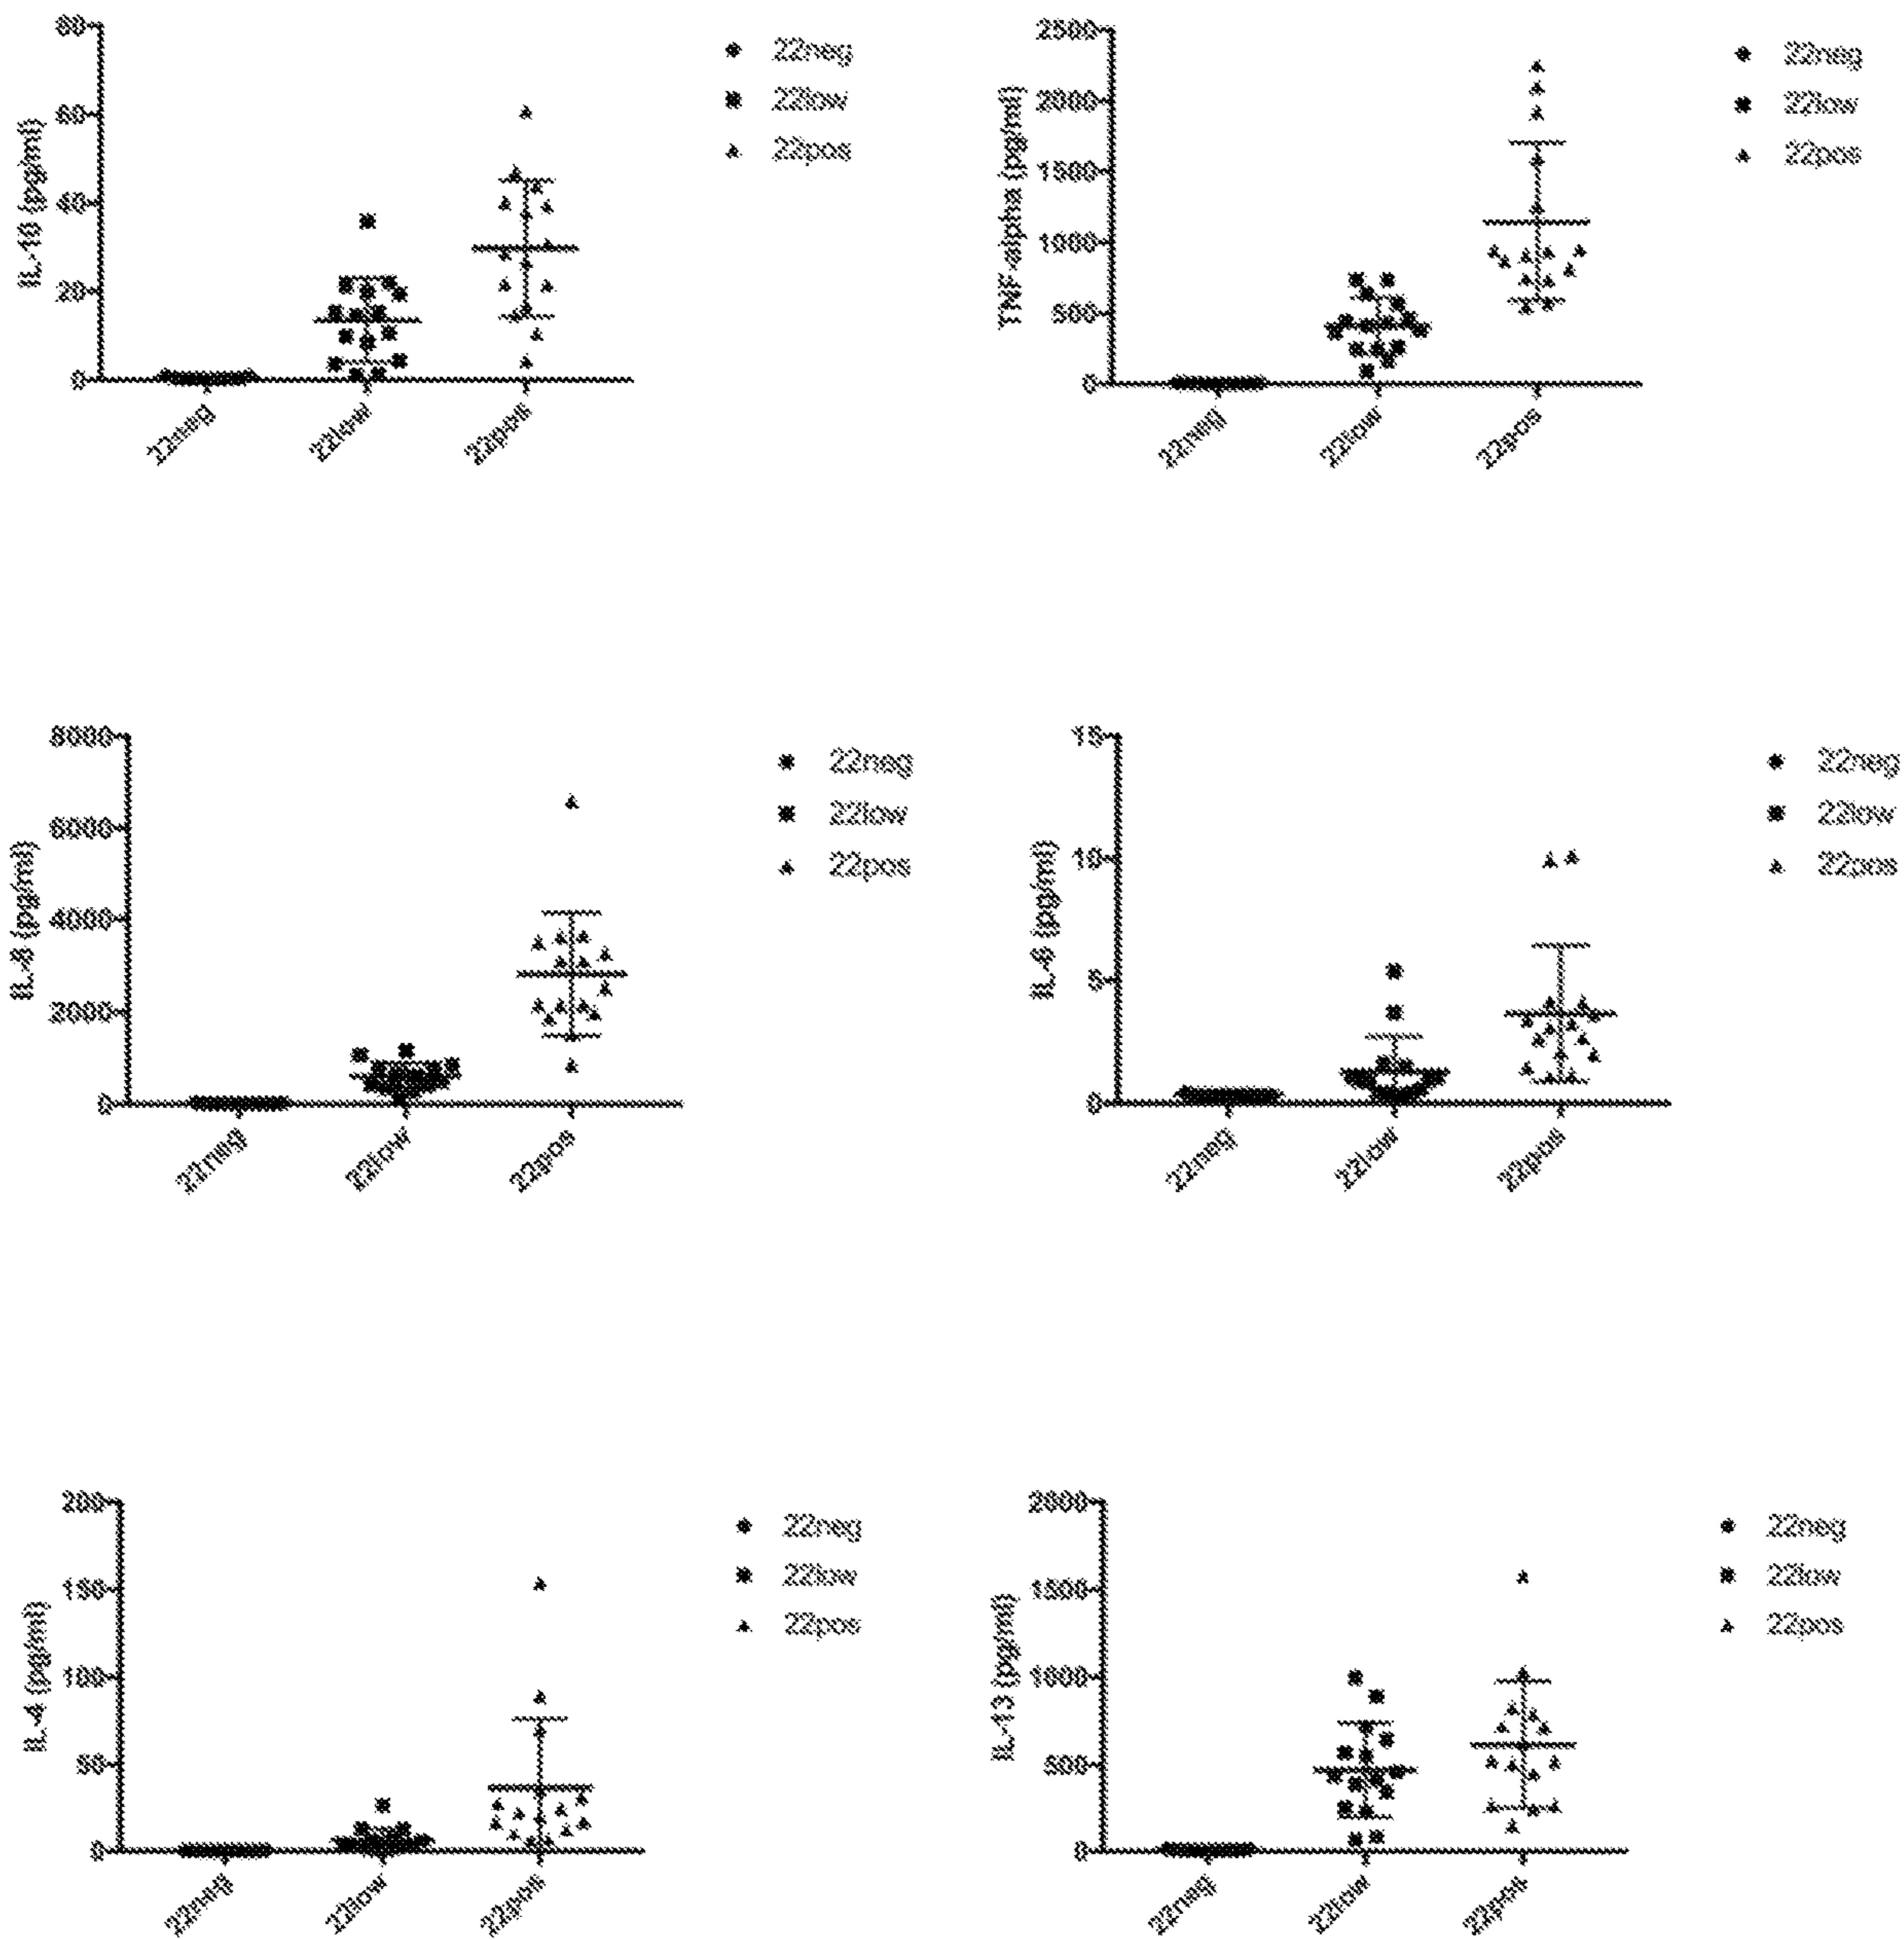 80
60
40
20
0
IL-10 (pg/ml)
22neg
22low
22pos
22neg
22low
22pos
2500
2000
1500
1000
500
0
TNF-alpha (pg/ml)
22neg
22low
22pos
22neg
22low
22pos
8000
6000
4000
2000
0
IL-8 (pg/ml)
22neg
22low
22pos
22neg
22low
22pos
15
10
5
0
IL-6 (pg/ml)
22neg
22low
22pos
22neg
22low
22pos
200
150
100
50
0
IL-4 (pg/ml)
22neg
22low
22pos
22neg
22low
22pos
2000
1500
1000
500
0
IL-13 (pg/ml)
22neg
22low
22pos
22neg
22low
22pos